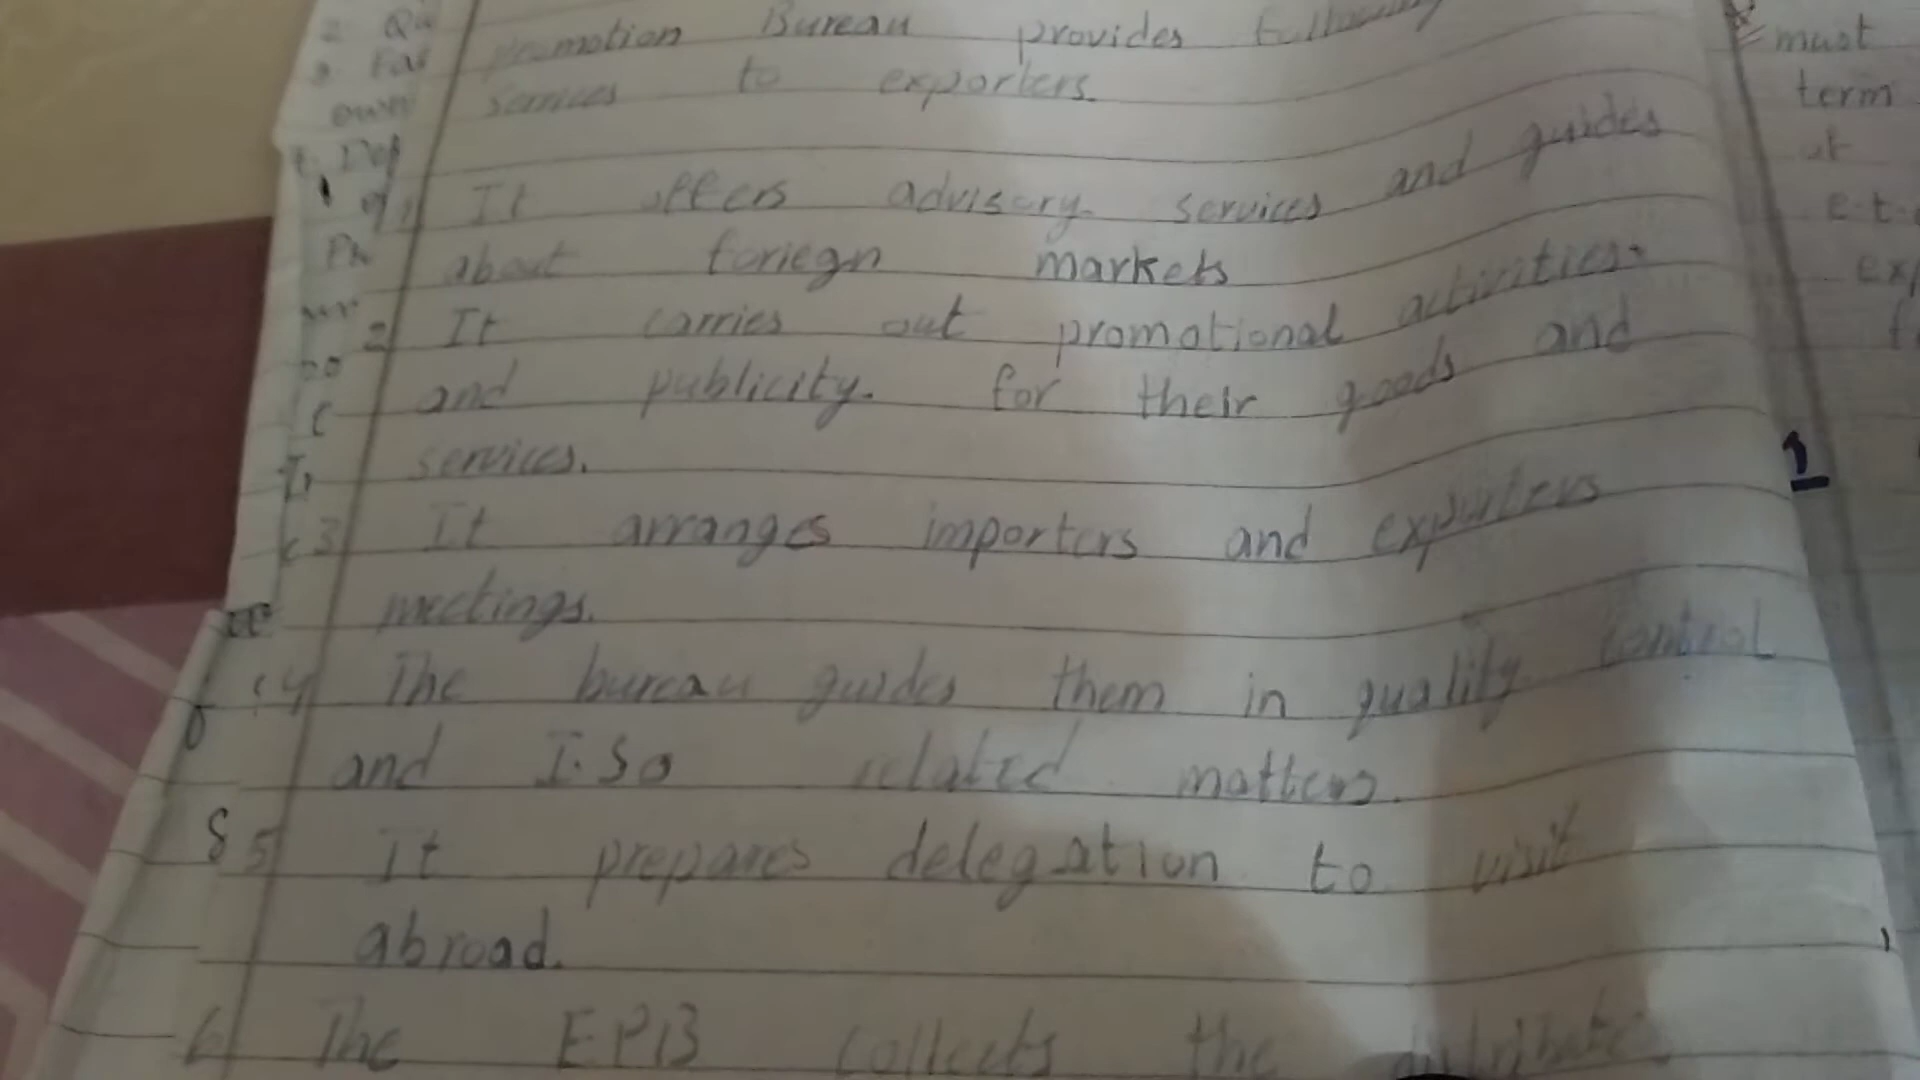 promotion Bureau provides following
services to exporters.
1 It offers advisory services and guides
about foriegn markets
2 It carries out promotional activities.
and publicity. for their goods and
services.
3 It arranges importers and exporters
meetings.
4 The bureau guides them in quality control
and I.So related matters.
5 It prepares delegation to visit
abroad.
6 The EPB collects the
must
term
at